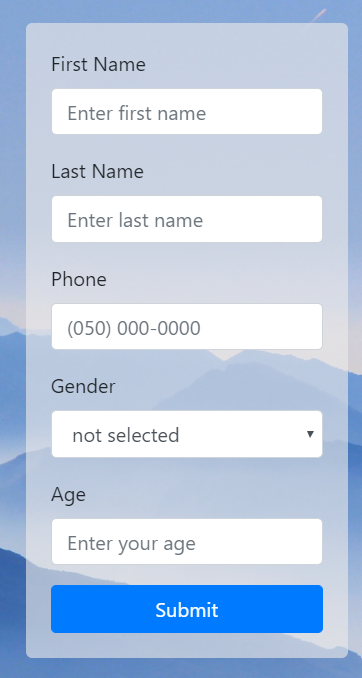 First Name
Enter first name
Last Name
Enter last name
Phone
(050) 000-0000
Gender
not selected
Age
Enter your age
Submit